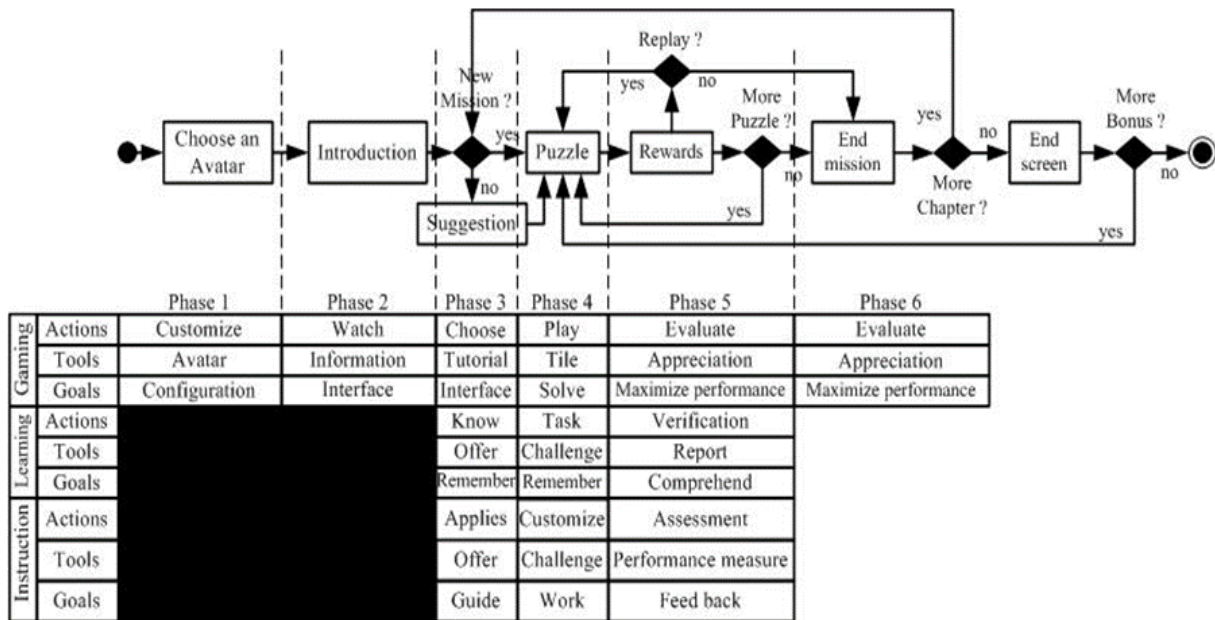 Replay ?
yes
no
New
Mission ?
yes
no
More
Puzzle ?
no
yes
yes
no
More
Chapter ?
More
Bonus ?
no
yes
Choose an
Avatar
Introduction
Suggestion
Puzzle
Rewards
End
mission
End
screen
Phase 1 Phase 2 Phase 3 Phase 4 Phase 5 Phase 6
Gaming
Actions Customize Watch Choose Play Evaluate Evaluate
Tools Avatar Information Tutorial Tile Appreciation Appreciation
Goals Configuration Interface Interface Solve Maximize performance Maximize performance
Learning
Actions Know Task Verification
Tools Offer Challenge Report
Goals Remember Remember Comprehend
Instruction
Actions Applies Customize Assessment
Tools Offer Challenge Performance measure
Goals Guide Work Feed back